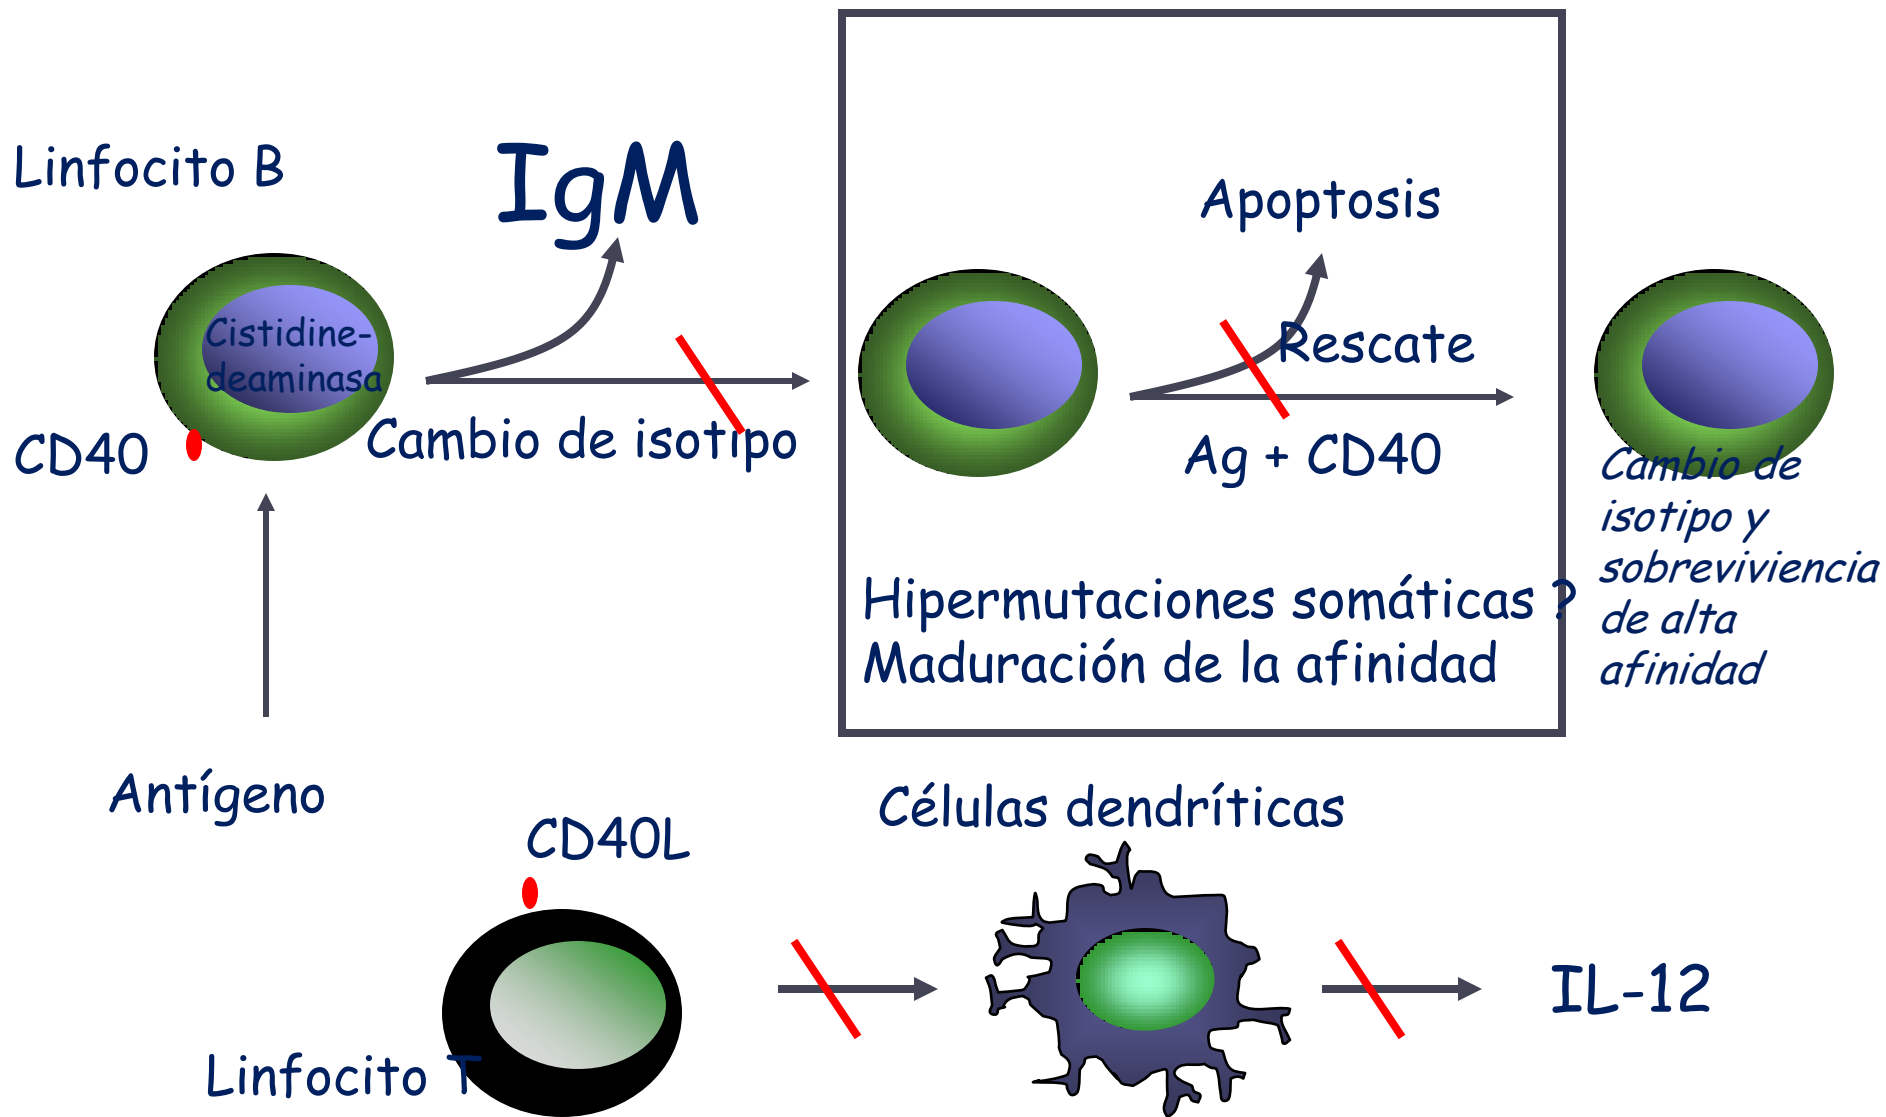 Linfocito B
IgM
Apoptosis
Cistidine-
deaminasa
Rescate
CD40
Cambio de isotipo
Ag + CD40
Cambio de
isotipo y
sobreviviencia
de alta
afinidad
Hipermutaciones somáticas ?
Maduración de la afinidad
Antígeno
CD40L
Células dendríticas
IL-12
Linfocito T